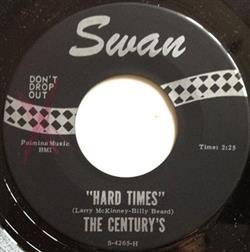 Swan
DON'T
DROP
OUT
Palmina Music
BMI
Time: 2:25
"HARD TIMES"
(Larry McKinney-Billy Beard)
THE CENTURY'S
S-4265-H